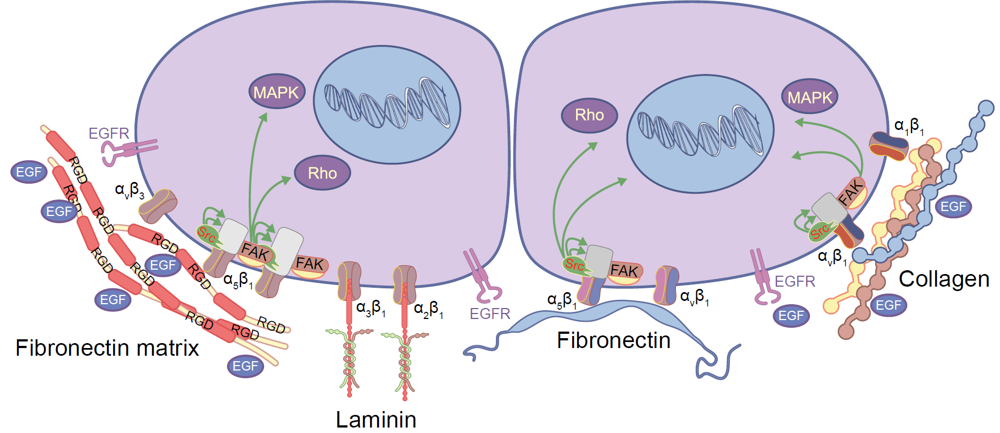 MAPK
Rho
EGFR
EGF
EGF
RGD
RGD
RGD
RGD
RGD
RGD
RGD
RGD
RGD
RGD
EGF
EGF
EGF
αvβ3
Src
FAK
FAK
α5β1
α3β1
α2β1
EGFR
Fibronectin matrix
Laminin
Rho
MAPK
α1β1
FAK
Src
αvβ1
EGF
Collagen
EGFR
EGF
EGF
Src
FAK
α5β1
αvβ1
Fibronectin